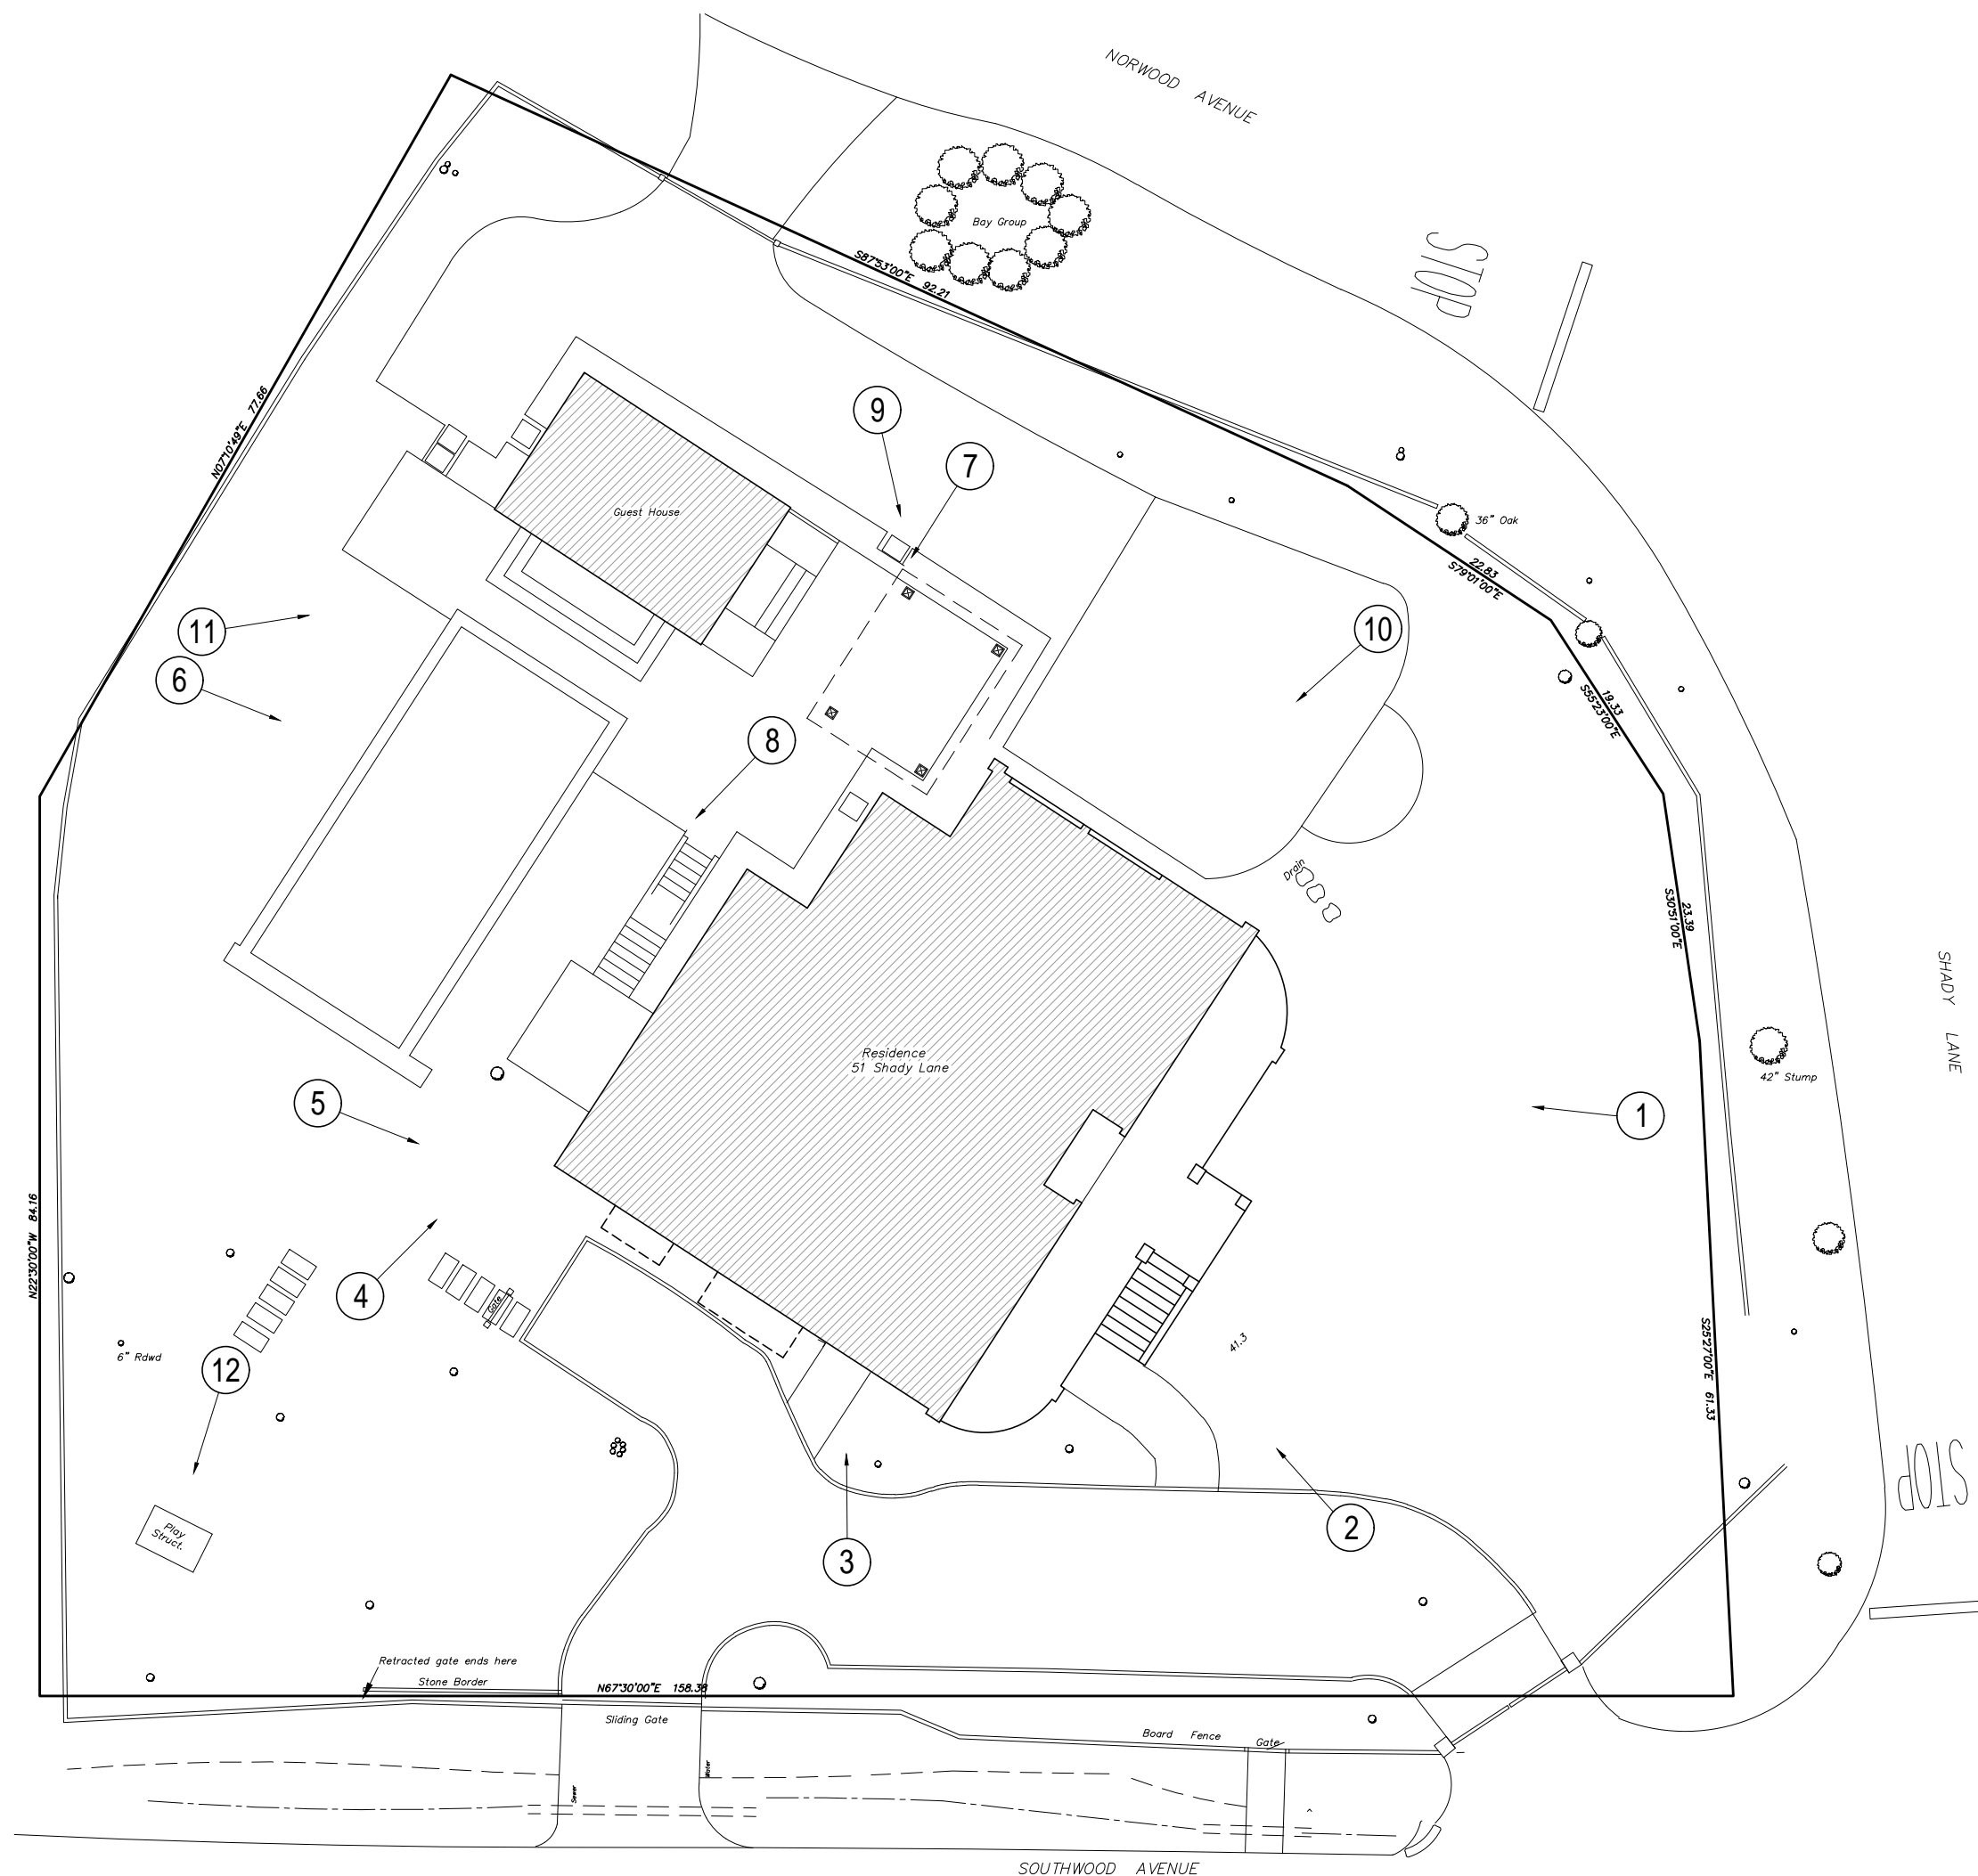 NORWOOD AVENUE
Bay Group
STOP
S87°53'00"E 92.21
N07°10'49"E 77.66
9
7
Guest House
36" Oak
22.83
S79°01'00"E
11
6
10
8
19.33
S55°23'00"E
Drain
23.39
S30°51'00"E
SHADY LANE
Residence
51 Shady Lane
42" Stump
5
1
N22°30'00"W 84.16
4
Gate
6" Rdwd
12
41.3
S25°27'00"E 61.33
STOP
Play
Struct.
3
2
Retracted gate ends here
Stone Border
N67°30'00"E 158.38
Sliding Gate
Board Fence
Gate
Sewer
Water
SOUTHWOOD AVENUE